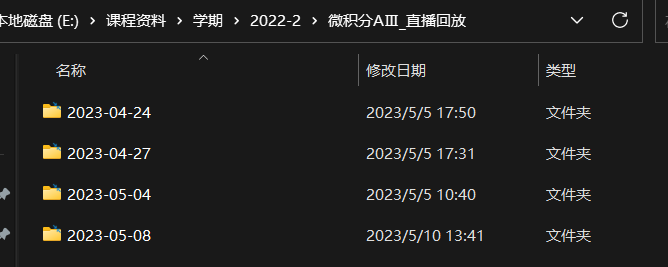 本地磁盘 (E:) > 课程资料 > 学期 > 2022-2 > 微积分AⅢ_直播回放
名称 修改日期 类型
2023-04-24 2023/5/5 17:50 文件夹
2023-04-27 2023/5/5 17:31 文件夹
2023-05-04 2023/5/5 10:40 文件夹
2023-05-08 2023/5/10 13:41 文件夹